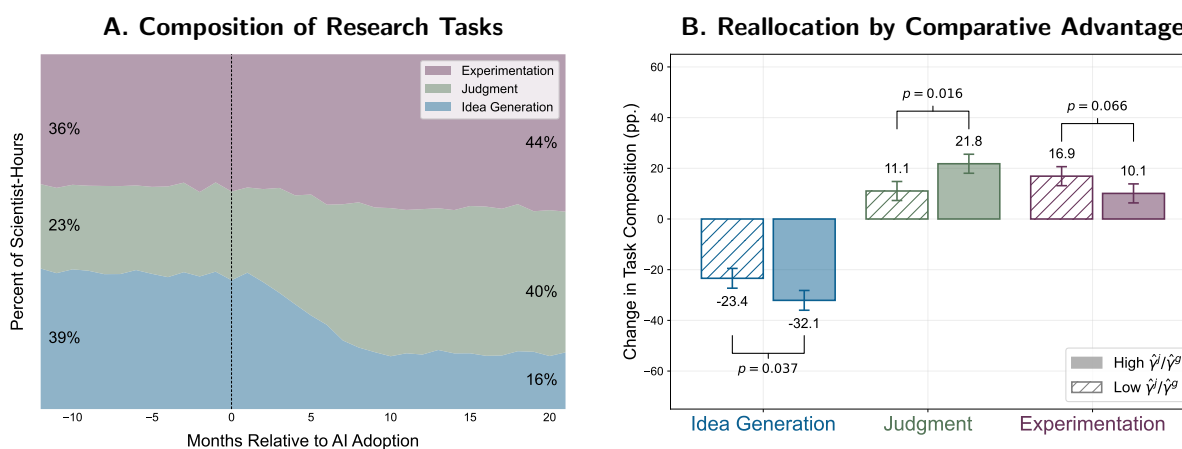 A. Composition of Research Tasks
Percent of Scientist-Hours
Experimentation
Judgment
Idea Generation
36%
44%
23%
40%
39%
16%
−10
−5
0
5
10
15
20
Months Relative to AI Adoption
B. Reallocation by Comparative Advantage
Change in Task Composition (pp.)
60
40
20
0
−20
−40
−60
p = 0.016
p = 0.066
21.8
11.1
16.9
10.1
-23.4
-32.1
p = 0.037
High γ̂ʲ/γ̂ᵍ
Low γ̂ʲ/γ̂ᵍ
Idea Generation
Judgment
Experimentation